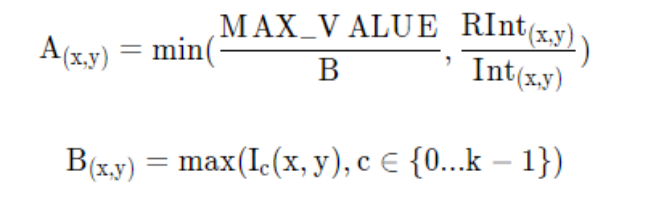 A(x,y) = min(MAX_V ALUE / B , RInt(x,y) / Int(x,y))
B(x,y) = max(Ic(x, y), c ∈ {0...k − 1})